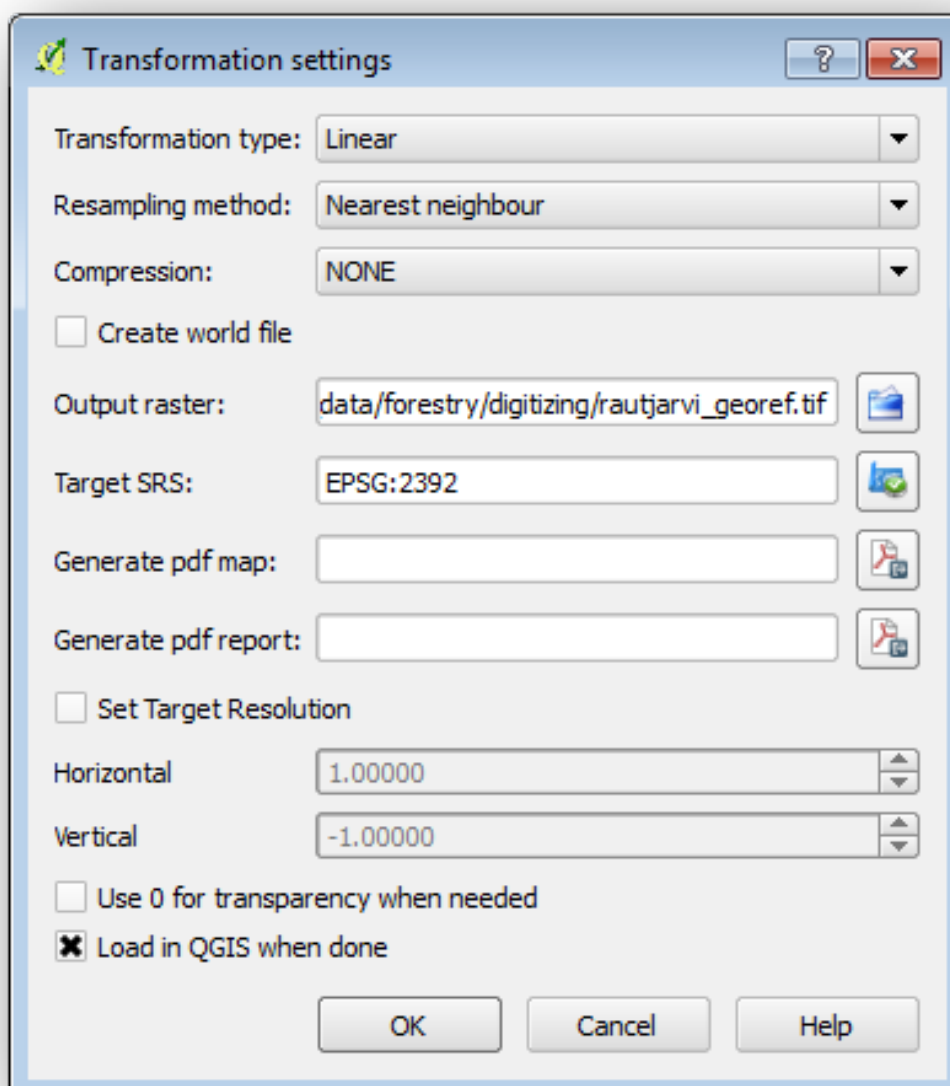 Transformation settings
Transformation type: Linear
Resampling method: Nearest neighbour
Compression: NONE
Create world file
Output raster: data/forestry/digitizing/rautjarvi_georef.tif
Target SRS: EPSG:2392
Generate pdf map:
Generate pdf report:
Set Target Resolution
Horizontal 1.00000
Vertical -1.00000
Use 0 for transparency when needed
Load in QGIS when done
OK Cancel Help